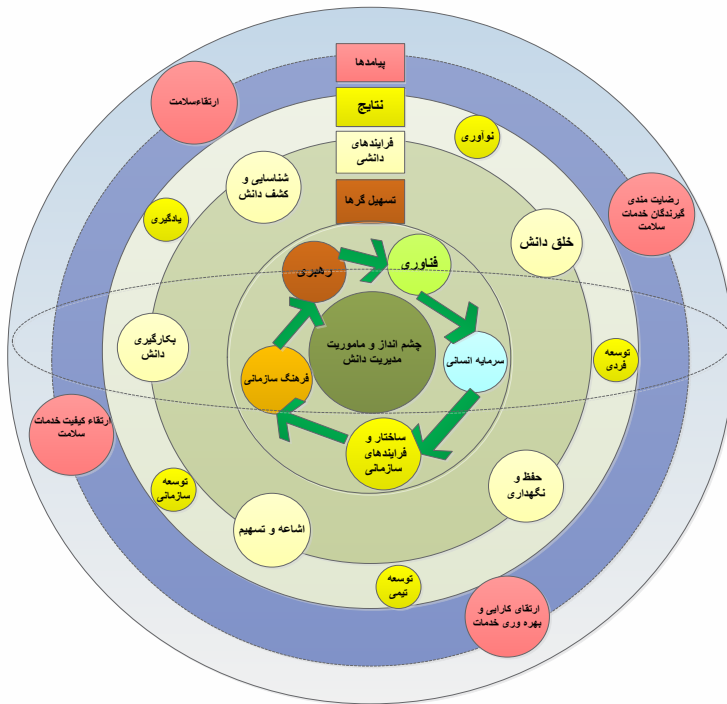 پیامدها
نتایج
فرایندهای
دانشی
تسهیل گرها
ارتقاءسلامت
نوآوری
شناسایی و
کشف دانش
رضایت مندی
گیرندگان خدمات
سلامت
یادگیری
خلق دانش
رهبری
فناوری
چشم انداز و ماموریت
مدیریت دانش
بکارگیری
دانش
سرمایه انسانی
توسعه
فردی
فرهنگ سازمانی
ارتقاء کیفیت خدمات
سلامت
ساختار و
فرایندهای
سازمانی
توسعه
سازمانی
حفظ و
نگهداری
اشاعه و تسهیم
توسعه
تیمی
ارتقای کارایی و
بهره وری خدمات